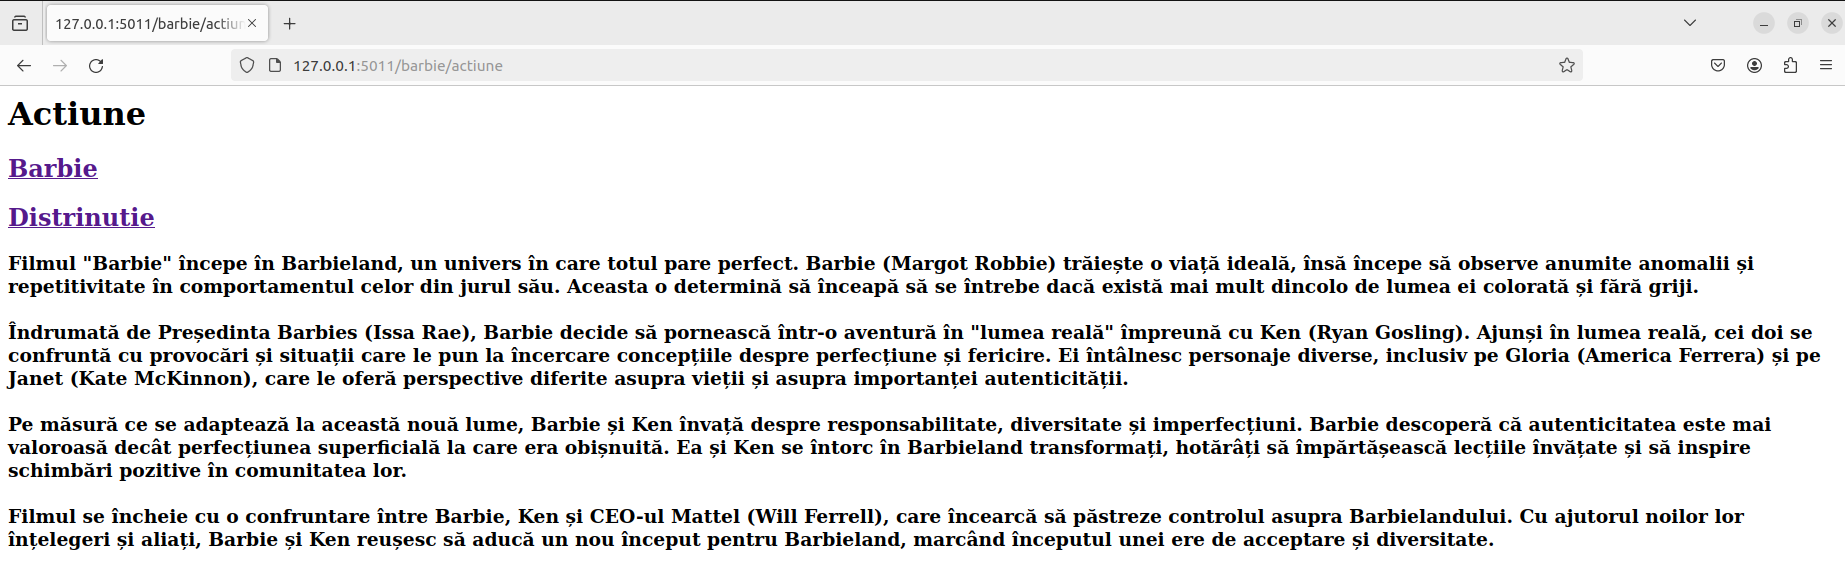 127.0.0.1:5011/barbie/actiun
127.0.0.1:5011/barbie/actiune
Actiune
Barbie
Distrinutie
Filmul "Barbie" începe în Barbieland, un univers în care totul pare perfect. Barbie (Margot Robbie) trăiește o viață ideală, însă începe să observe anumite anomalii și
repetitivitate în comportamentul celor din jurul său. Aceasta o determină să înceapă să se întrebe dacă există mai mult dincolo de lumea ei colorată și fără griji.
Îndrumată de Președinta Barbies (Issa Rae), Barbie decide să pornească într-o aventură în "lumea reală" împreună cu Ken (Ryan Gosling). Ajunși în lumea reală, cei doi se
confruntă cu provocări și situații care le pun la încercare concepțiile despre perfecțiune și fericire. Ei întâlnesc personaje diverse, inclusiv pe Gloria (America Ferrera) și pe
Janet (Kate McKinnon), care le oferă perspective diferite asupra vieții și asupra importanței autenticității.
Pe măsură ce se adaptează la această nouă lume, Barbie și Ken învață despre responsabilitate, diversitate și imperfecțiuni. Barbie descoperă că autenticitatea este mai
valoroasă decât perfecțiunea superficială la care era obișnuită. Ea și Ken se întorc în Barbieland transformați, hotărâți să împărtășească lecțiile învățate și să inspire
schimbări pozitive în comunitatea lor.
Filmul se încheie cu o confruntare între Barbie, Ken și CEO-ul Mattel (Will Ferrell), care încearcă să păstreze controlul asupra Barbielandului. Cu ajutorul noilor lor
înțelegeri și aliați, Barbie și Ken reușesc să aducă un nou început pentru Barbieland, marcând începutul unei ere de acceptare și diversitate.